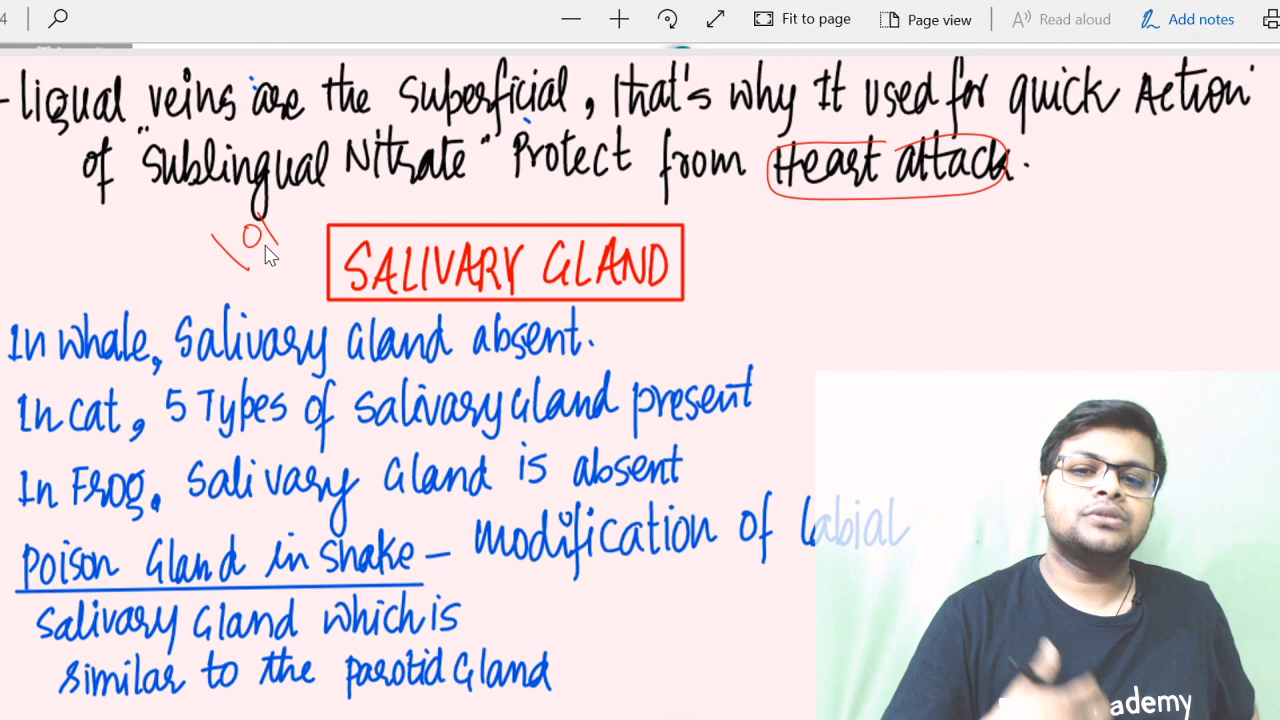 4 Fit to page Page view Read aloud Add notes
- ligual veins are the superficial, that's why It used for quick Action
of "Sublingual Nitrate" Protect from Heart attack.
SALIVARY GLAND
In whale, Salivary Gland absent.
In cat, 5 Types of salivary Gland present
In Frog. Salivary Gland is absent
Poison Gland in snake - modification of labial
salivary Gland which is
similar to the parotid Gland
ademy